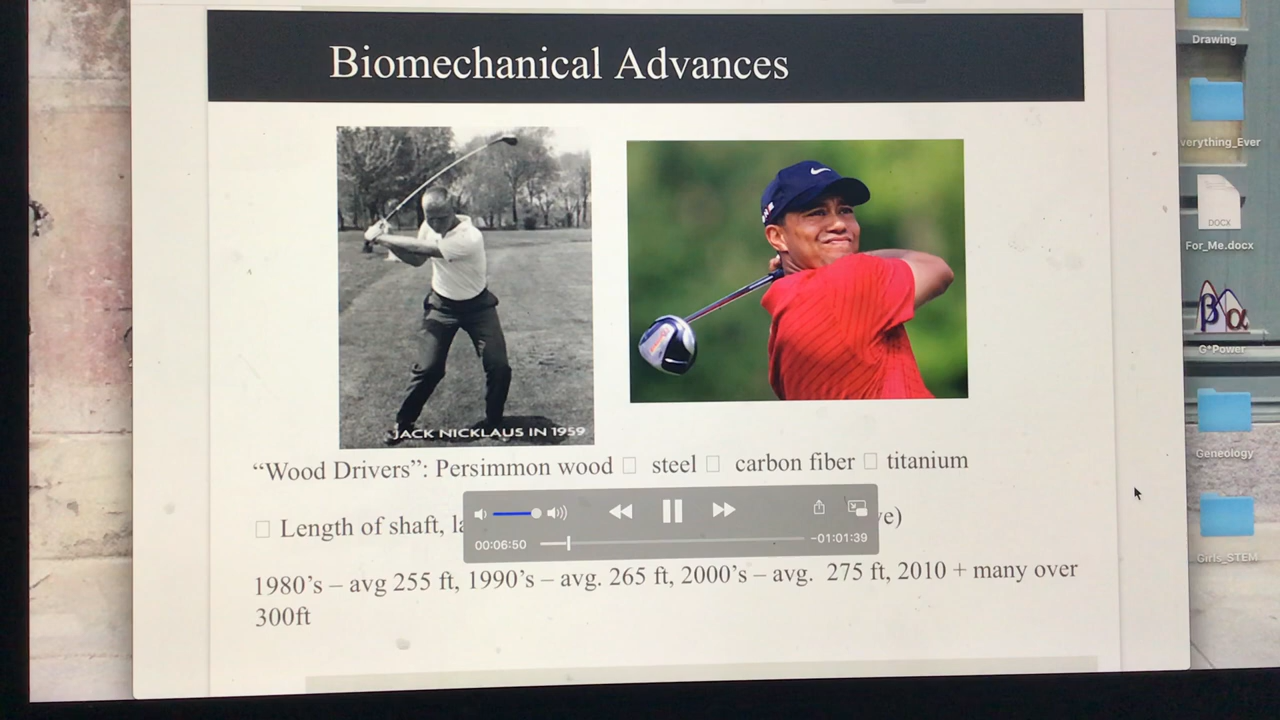 Biomechanical Advances
JACK NICKLAUS IN 1959
“Wood Drivers”: Persimmon wood □ steel □ carbon fiber □ titanium
□ Length of shaft, la
ve)
00:06:50
-01:01:39
1980’s – avg 255 ft, 1990’s – avg. 265 ft, 2000’s – avg. 275 ft, 2010 + many over
300ft
Drawing
verything_Ever
DOCX
For_Me.docx
βα
G*Power
Geneology
Girls_STEM